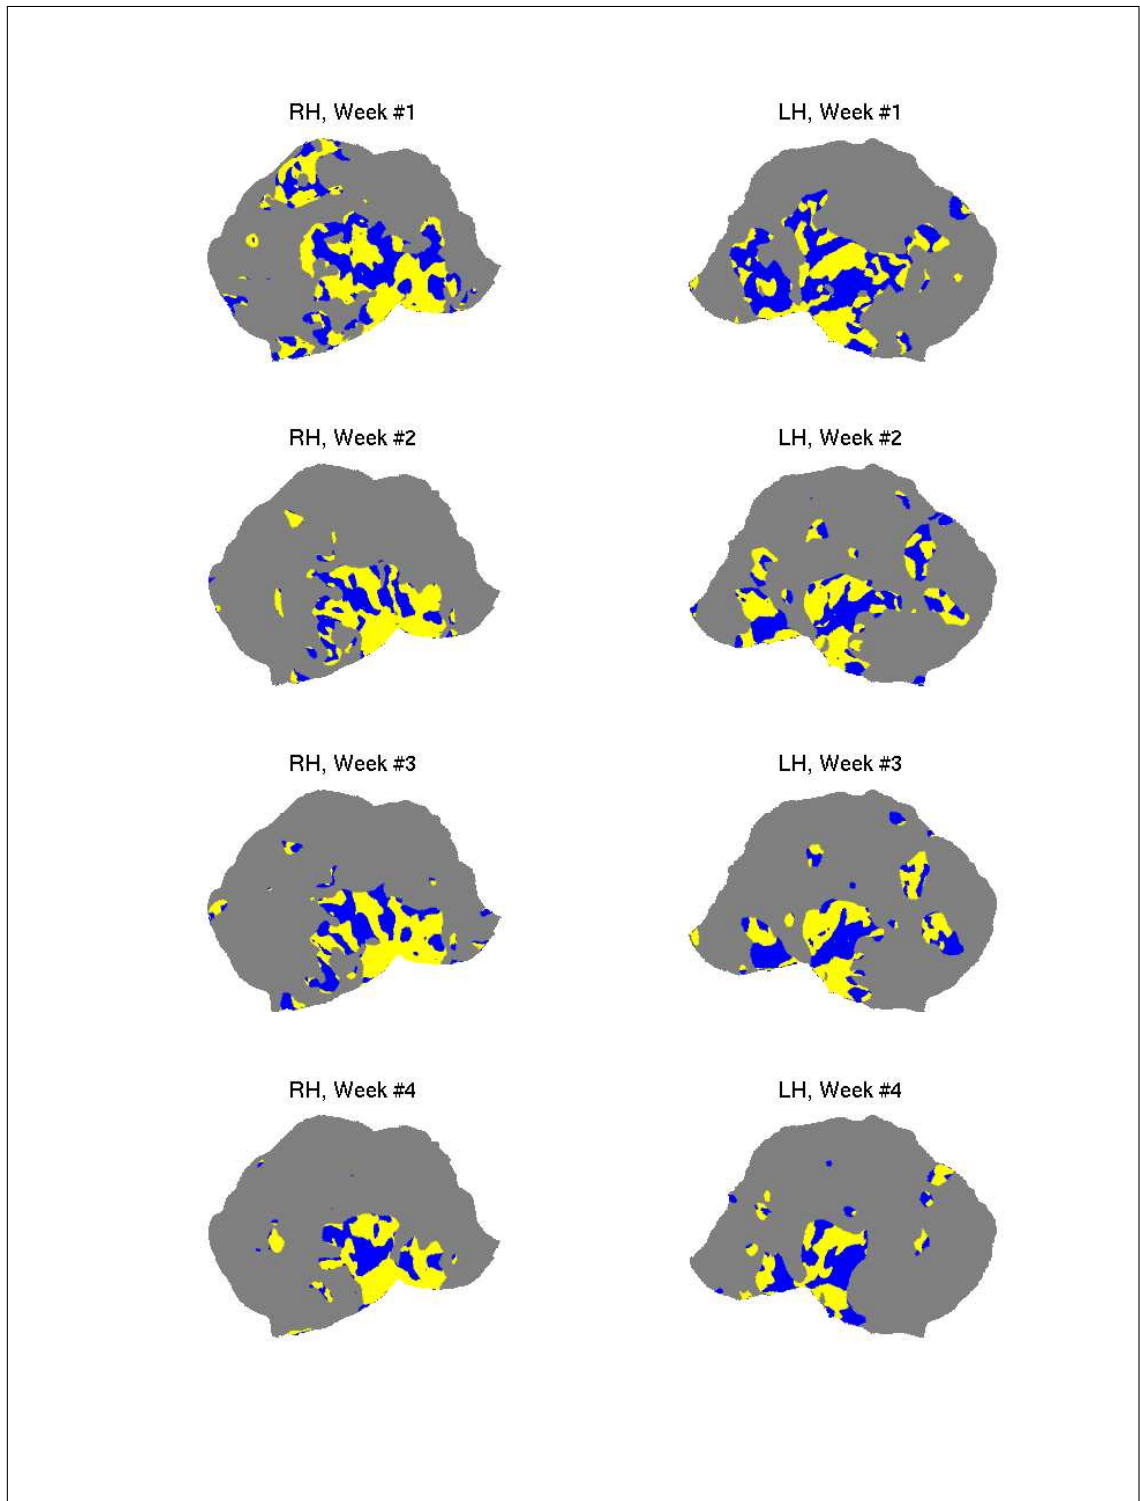 RH, Week #1
LH, Week #1
RH, Week #2
LH, Week #2
RH, Week #3
LH, Week #3
RH, Week #4
LH, Week #4